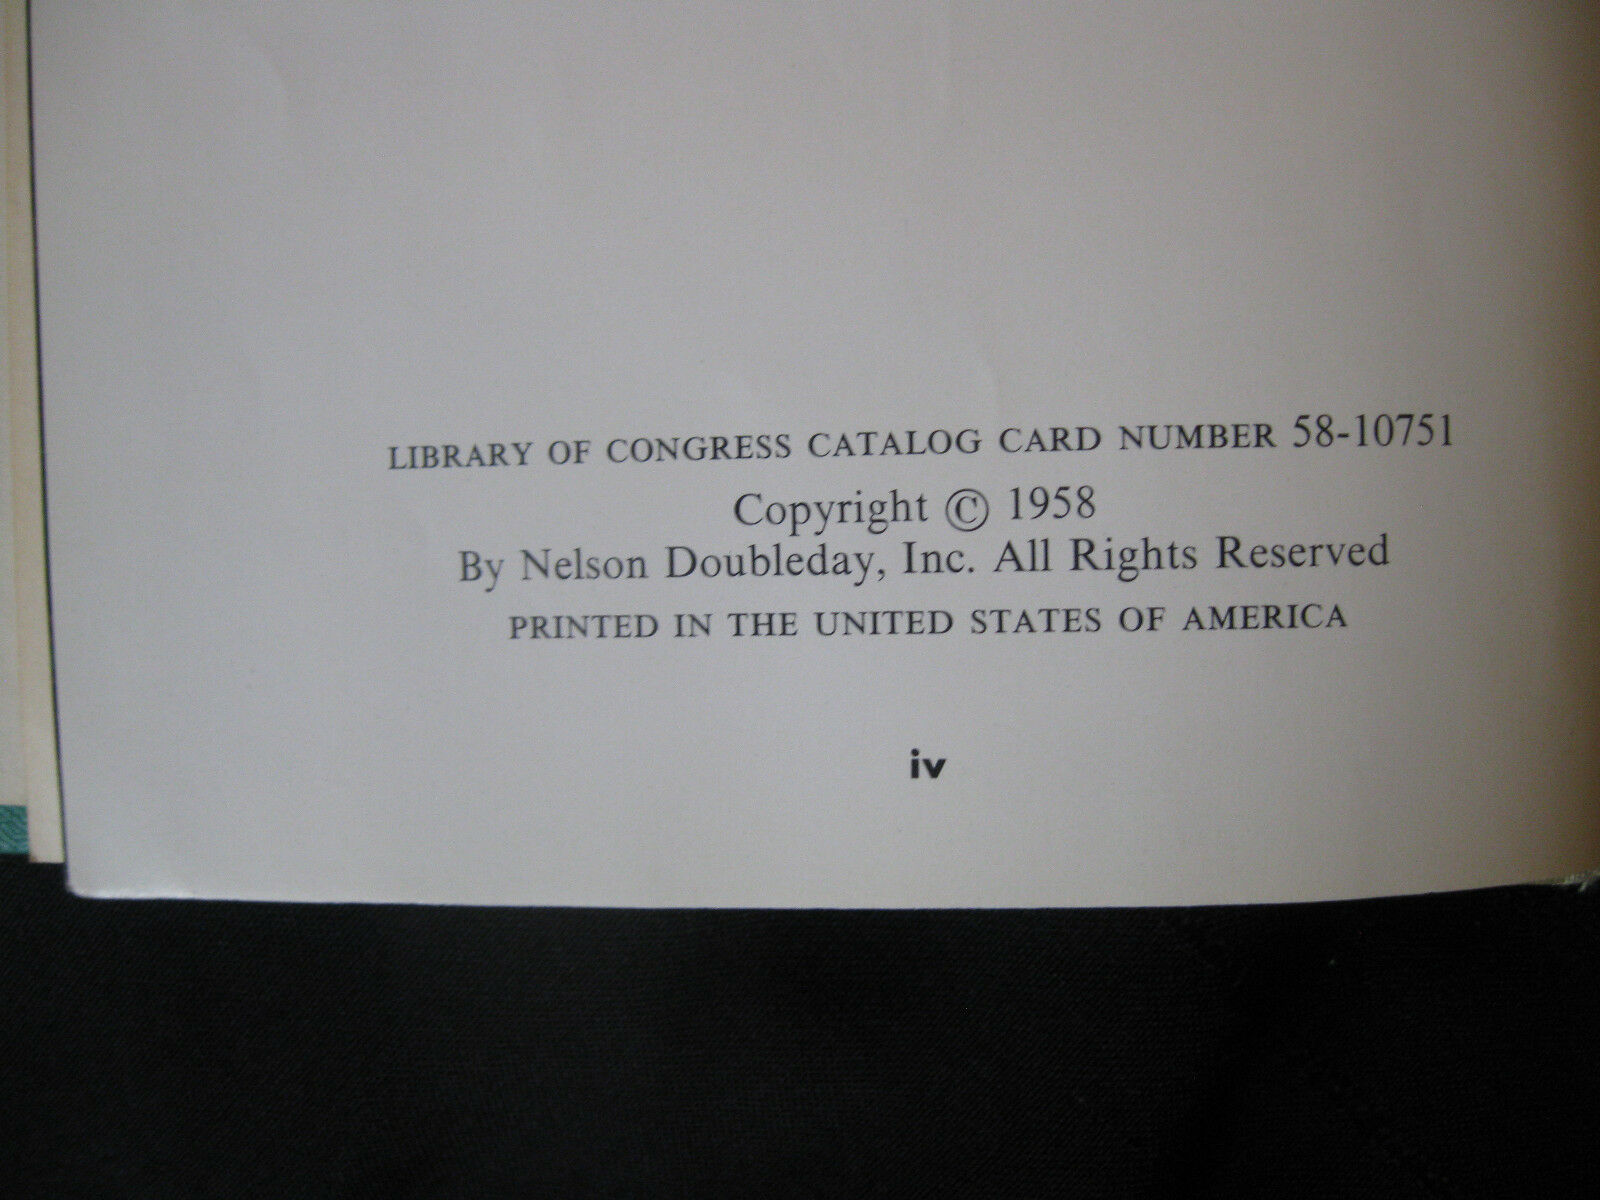 LIBRARY OF CONGRESS CATALOG CARD NUMBER 58-10751
Copyright © 1958
By Nelson Doubleday, Inc. All Rights Reserved
PRINTED IN THE UNITED STATES OF AMERICA
iv